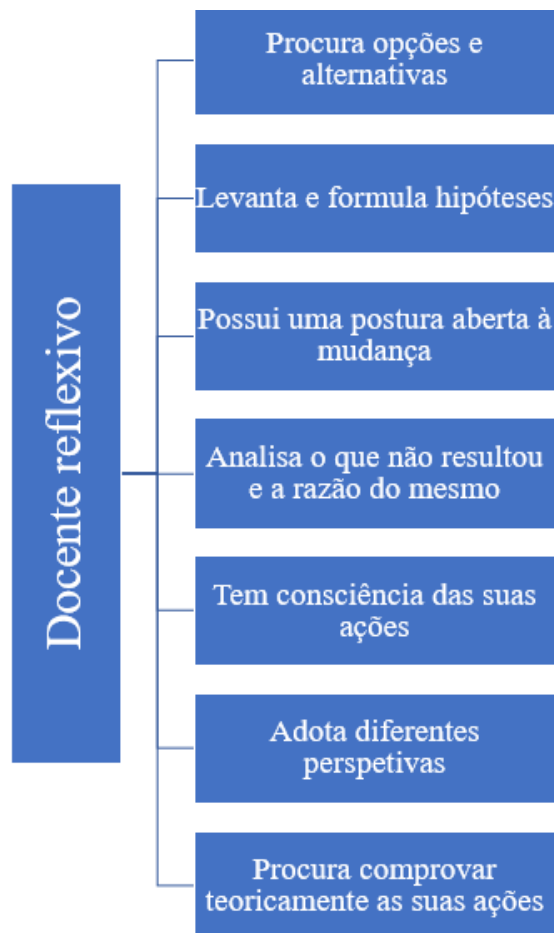 Docente reflexivo
Procura opções e
alternativas
Levanta e formula hipóteses
Possui uma postura aberta à
mudança
Analisa o que não resultou
e a razão do mesmo
Tem consciência das suas
ações
Adota diferentes
perspetivas
Procura comprovar
teoricamente as suas ações